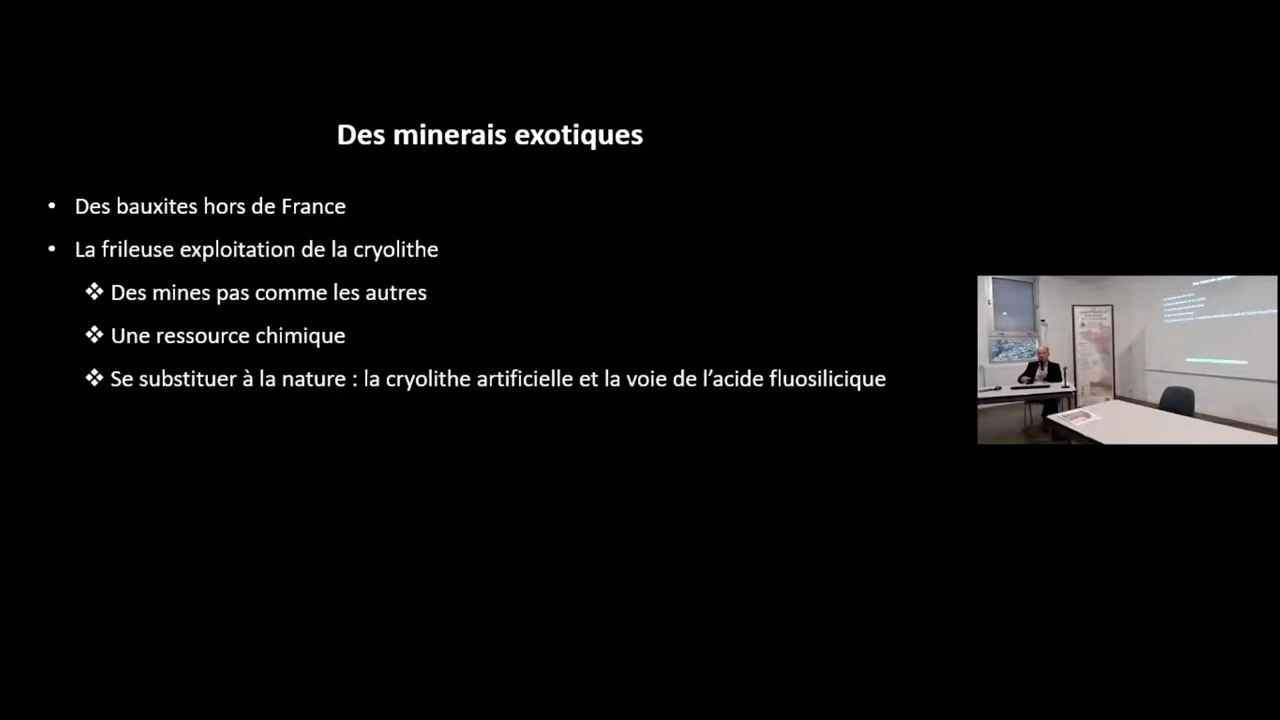 Des minerais exotiques
• Des bauxites hors de France
• La frileuse exploitation de la cryolithe
❖ Des mines pas comme les autres
❖ Une ressource chimique
❖ Se substituer à la nature : la cryolithe artificielle et la voie de l’acide fluosilicique